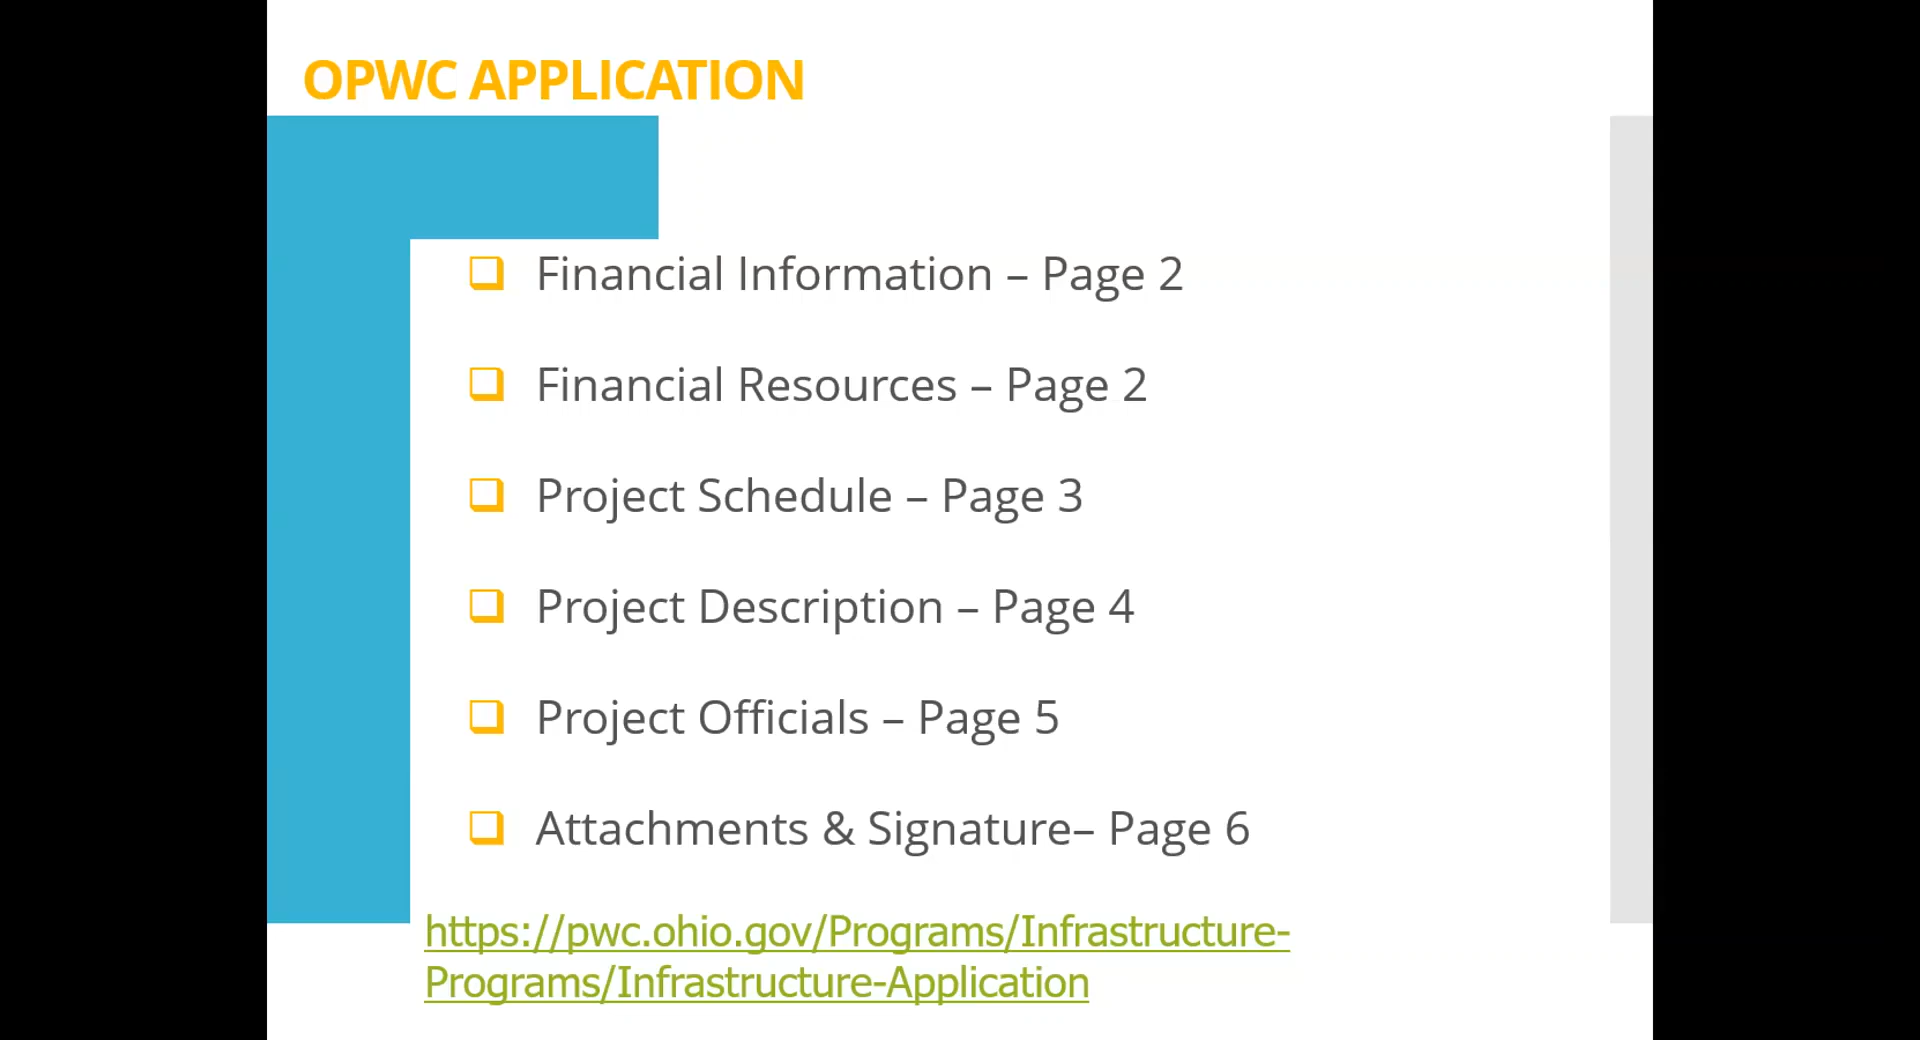 OPWC APPLICATION
Financial Information – Page 2
Financial Resources – Page 2
Project Schedule – Page 3
Project Description – Page 4
Project Officials – Page 5
Attachments & Signature– Page 6
https://pwc.ohio.gov/Programs/Infrastructure-
Programs/Infrastructure-Application